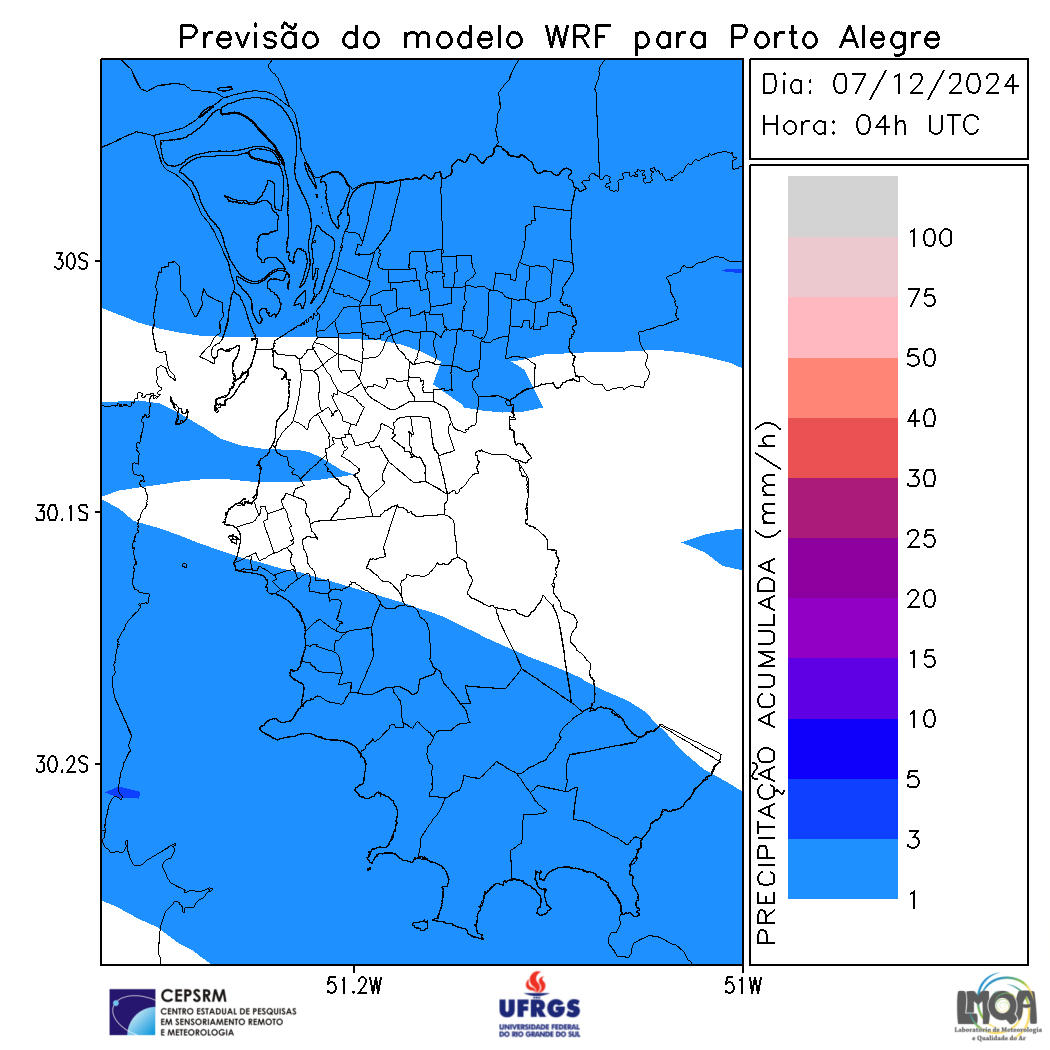 Previsão do modelo WRF para Porto Alegre
Dia: 07/12/2024
Hora: 04h UTC
100
75
50
40
30
25
20
15
10
5
3
1
PRECIPITAÇÃO ACUMULADA (mm/h)
30S
30.1S
30.2S
51.2W
51W
CEPSRM
CENTRO ESTADUAL DE PESQUISAS
EM SENSORIAMENTO REMOTO
E METEOROLOGIA
UFRGS
UNIVERSIDADE FEDERAL
DO RIO GRANDE DO SUL
LMQA
Laboratório de Meteorologia
e Qualidade do Ar